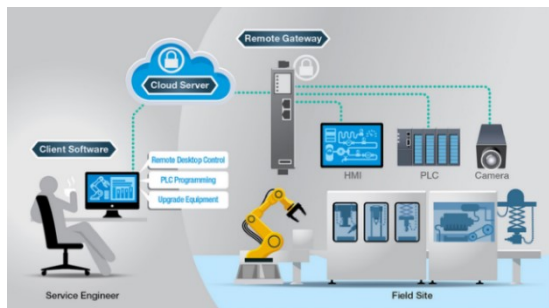 Remote Gateway
Cloud Server
Client Software
Remote Desktop Control
PLC Programming
Upgrade Equipment
HMI
PLC
Camera
Service Engineer
Field Site